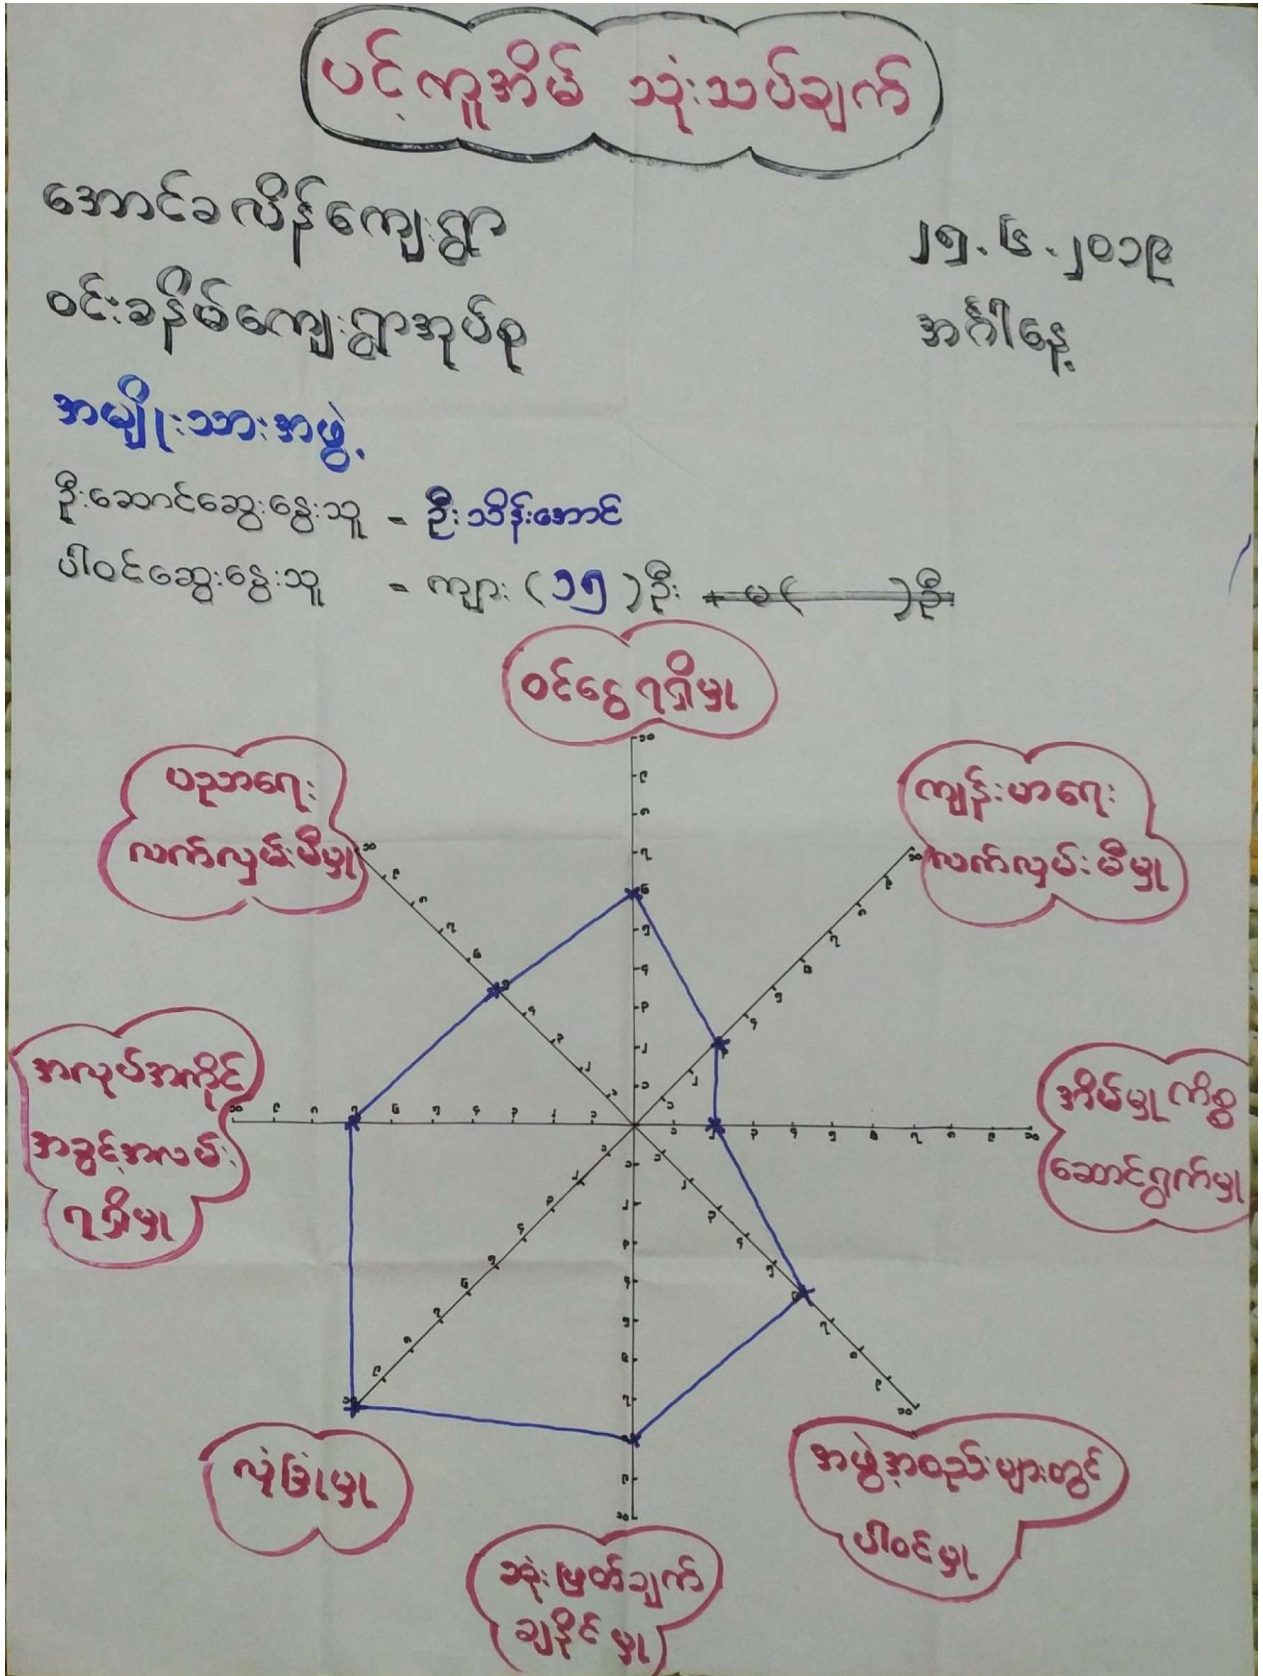 ပင့်ကူအိမ် သုံးသပ်ချက်
အောင်ခလိန်ကျေးရွာ
၂၅.၆.၂၀၁၉
ဝင်းခနိမ်ကျေးရွာအုပ်စု
အင်္ဂါနေ့
အမျိုးသားအဖွဲ့
ဦးဆောင်ဆွေးနွေးသူ - ဦးသိန်းအောင်
ပါဝင်ဆွေးနွေးသူ - ကျား (၁၅) ဦး + မ ( ) ဦး
ဝင်ငွေရရှိမှု
ပညာရေး
လက်လှမ်းမီမှု
ကျန်းမာရေး
လက်လှမ်းမီမှု
အလုပ်အကိုင်
အခွင့်အလမ်း
ရရှိမှု
အိမ်မှုကိစ္စ
ဆောင်ရွက်မှု
လုံခြုံမှု
အဖွဲ့အစည်းများတွင်
ပါဝင်မှု
ဆုံးဖြတ်ချက်
ချနိုင်မှု